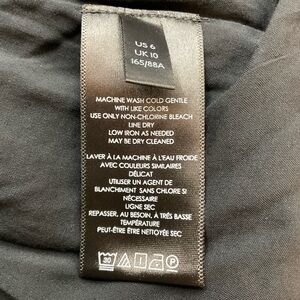 US 6
UK 10
165/88A
MACHINE WASH COLD GENTLE
WITH LIKE COLORS
USE ONLY NON-CHLORINE BLEACH
LINE DRY
LOW IRON AS NEEDED
MAY BE DRY CLEANED
LAVER À LA MACHINE À L'EAU FROIDE
AVEC COULEURS SIMILAIRES
DÉLICAT
UTILISER UN AGENT DE
BLANCHIMENT SANS CHLORE SI
NÉCESSAIRE
LIGNE SEC
REPASSER, AU BESOIN, À TRÈS BASSE
TEMPÉRATURE
PEUT-ÊTRE ÊTRE NETTOYÉE SEC
30
P